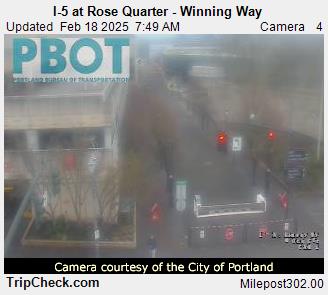 I-5 at Rose Quarter - Winning Way
Updated Feb 18 2025 7:49 AM Camera 4
PBOT
PORTLAND BUREAU OF TRANSPORTATION
Camera courtesy of the City of Portland
TripCheck.com Milepost302.00